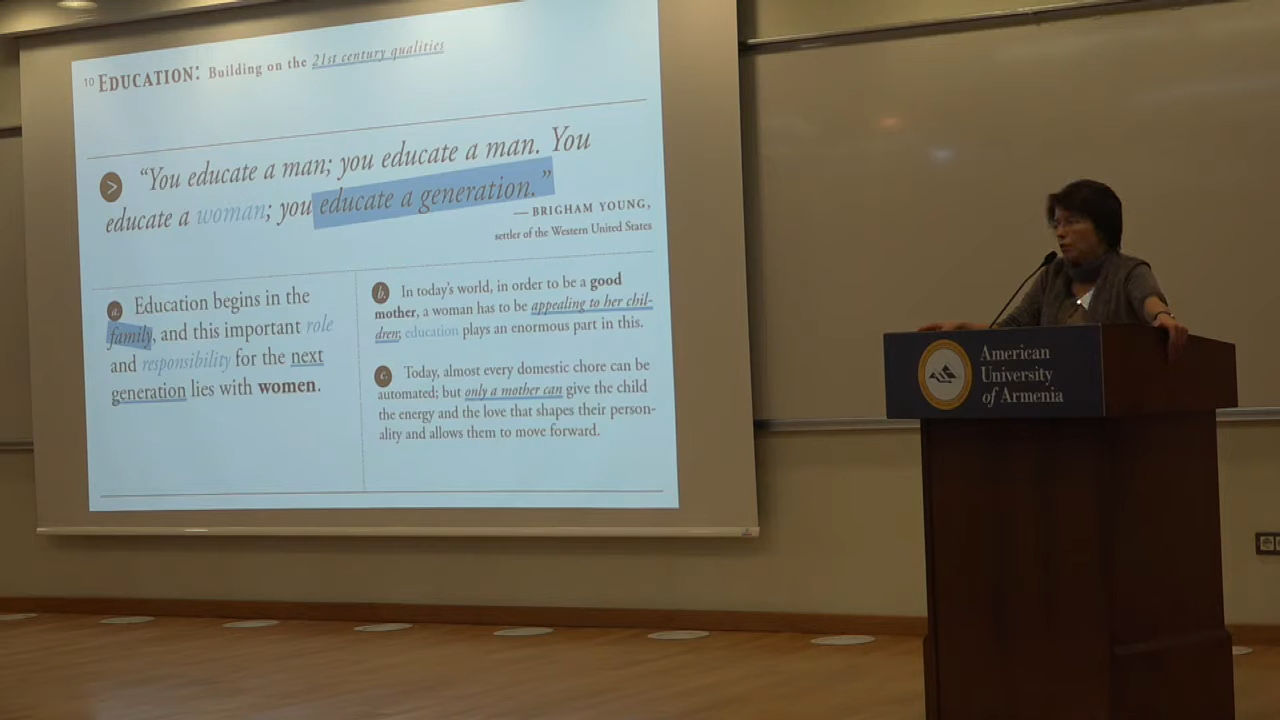 10 EDUCATION: Building on the 21st century qualities
> “You educate a man; you educate a man. You
educate a woman; you educate a generation.”
— BRIGHAM YOUNG,
settler of the Western United States
a. Education begins in the
family, and this important role
and responsibility for the next
generation lies with women.
b. In today’s world, in order to be a good
mother, a woman has to be appealing to her chil-
dren; education plays an enormous part in this.
c. Today, almost every domestic chore can be
automated; but only a mother can give the child
the energy and the love that shapes their person-
ality and allows them to move forward.
American
University
of Armenia